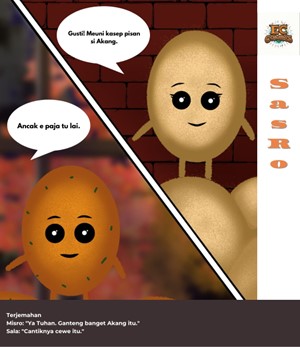 Gusti! Meuni kasep pisan
si Akang.
Ancak e paja tu lai.
SasRo
Terjemahan
Misro: "Ya Tuhan. Ganteng banget Akang itu."
Sala: "Cantiknya cewe itu."